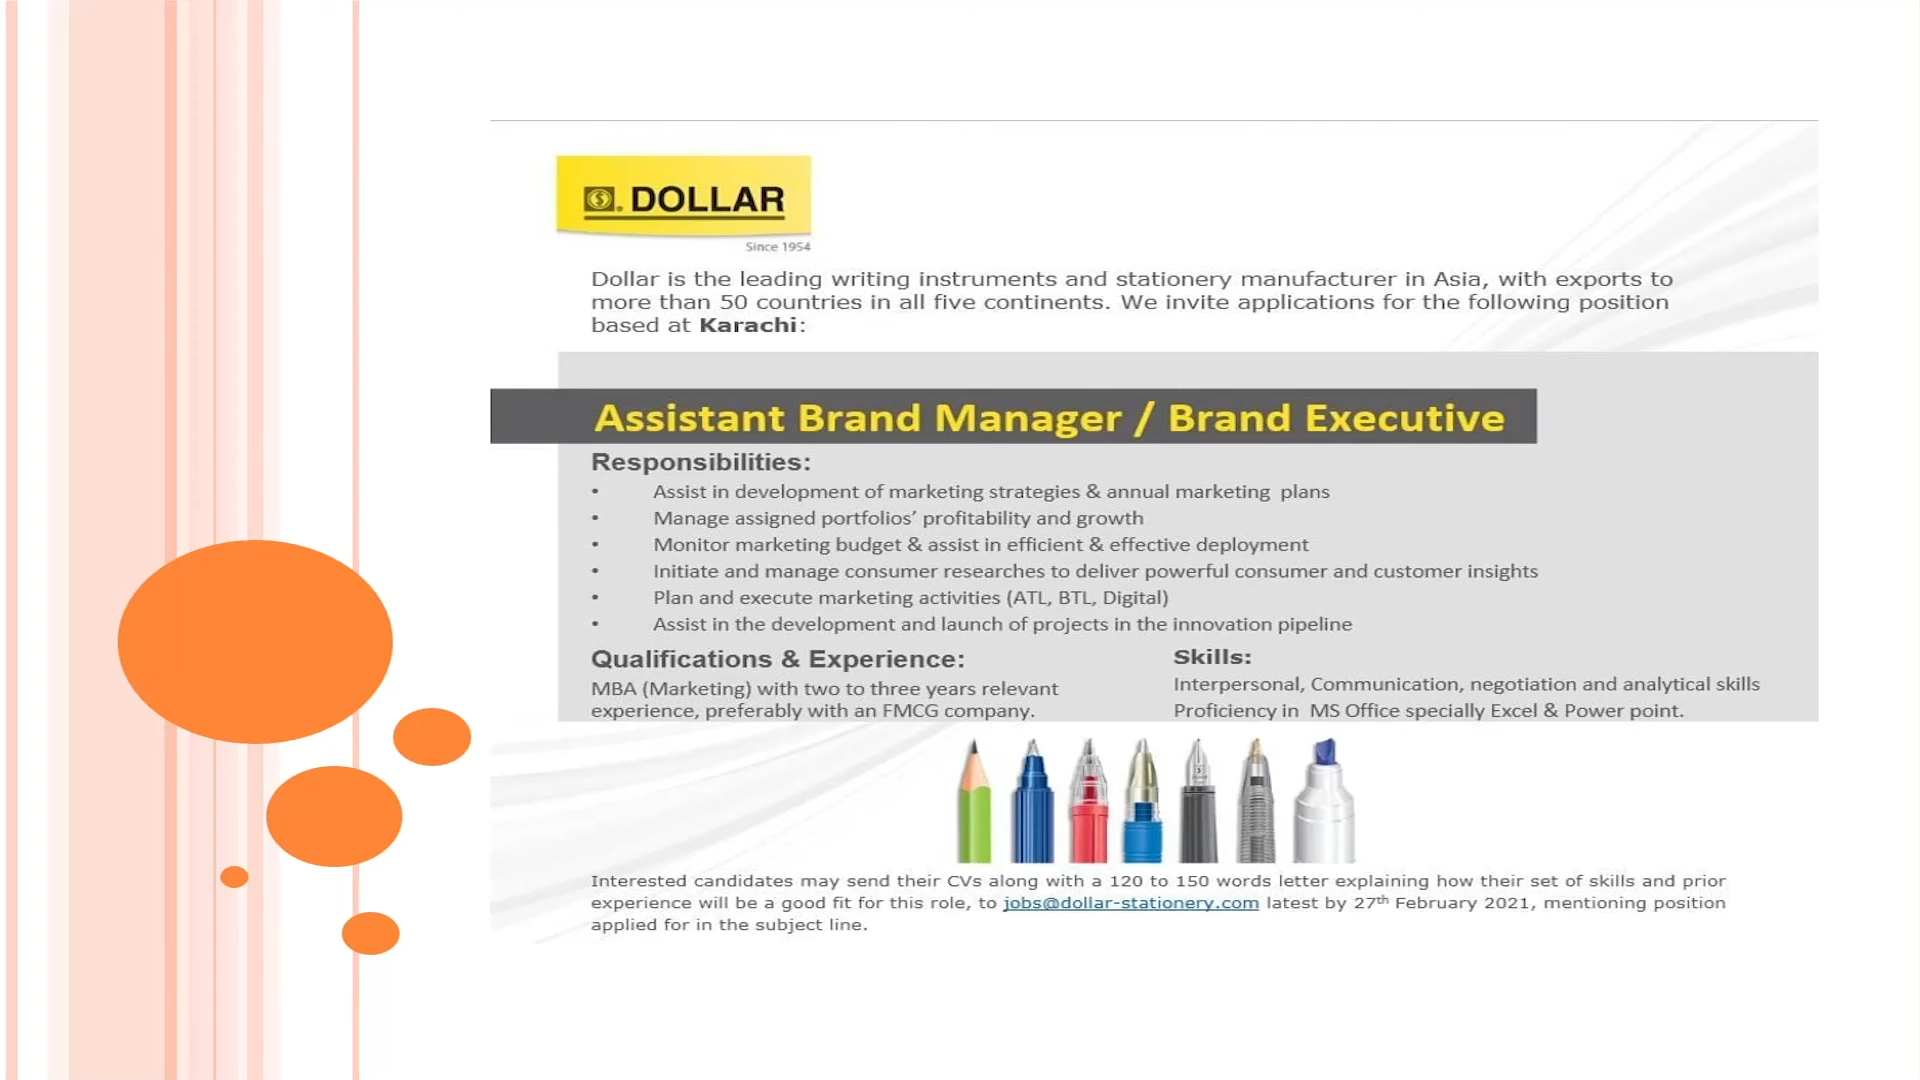 DOLLAR
Since 1954
Dollar is the leading writing instruments and stationery manufacturer in Asia, with exports to
more than 50 countries in all five continents. We invite applications for the following position
based at Karachi:
Assistant Brand Manager / Brand Executive
Responsibilities:
• Assist in development of marketing strategies & annual marketing plans
• Manage assigned portfolios’ profitability and growth
• Monitor marketing budget & assist in efficient & effective deployment
• Initiate and manage consumer researches to deliver powerful consumer and customer insights
• Plan and execute marketing activities (ATL, BTL, Digital)
• Assist in the development and launch of projects in the innovation pipeline
Qualifications & Experience:
MBA (Marketing) with two to three years relevant
experience, preferably with an FMCG company.
Skills:
Interpersonal, Communication, negotiation and analytical skills
Proficiency in MS Office specially Excel & Power point.
Interested candidates may send their CVs along with a 120 to 150 words letter explaining how their set of skills and prior
experience will be a good fit for this role, to jobs@dollar-stationery.com latest by 27th February 2021, mentioning position
applied for in the subject line.